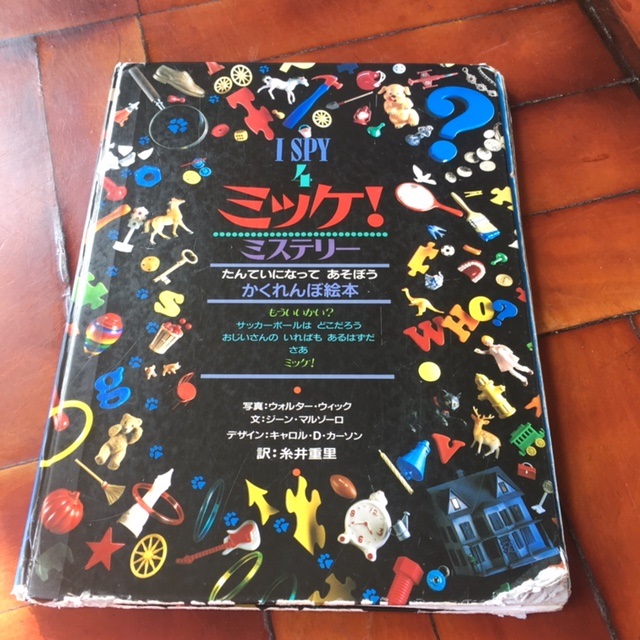 I SPY
4
ミッケ!
ミステリー
たんていになって あそぼう
かくれんぼ絵本
もういいかい?
サッカーボールは どこだろう
おじいさんの いればも あるはずだ
さあ
ミッケ!
写真:ウォルター・ウィック
文:ジーン・マルゾーロ
デザイン:キャロル・D・カーソン
訳:糸井重里
WHO?
?
S
g